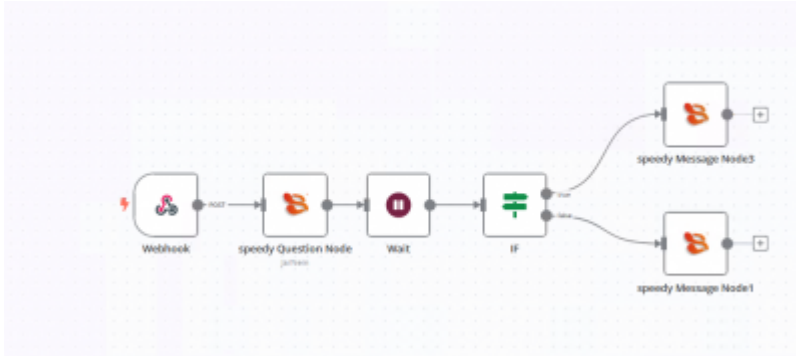 speedy Message Node3
POST
true
false
Webhook
speedy Question Node
Wait
IF
speedy Message Node1